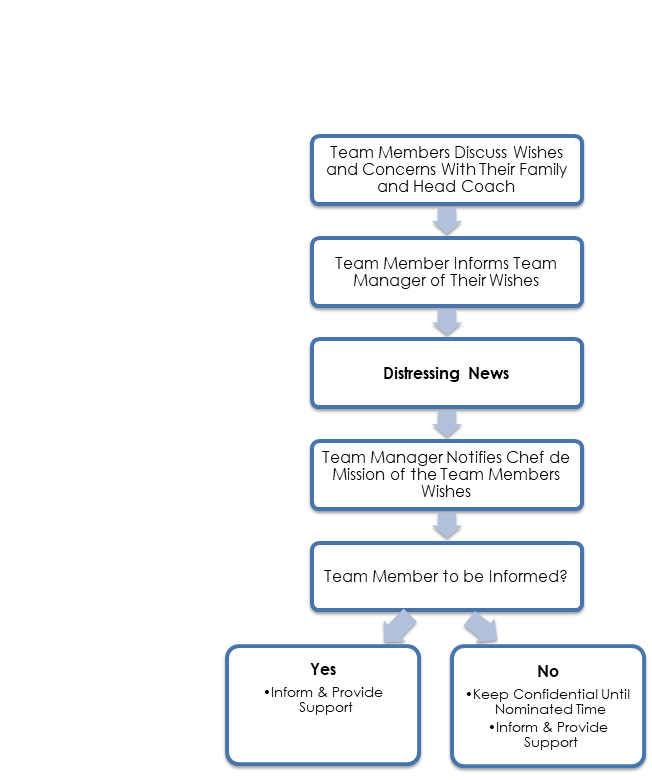 Team Members Discuss Wishes
and Concerns With Their Family
and Head Coach
Team Member Informs Team
Manager of Their Wishes
Distressing News
Team Manager Notifies Chef de
Mission of the Team Members
Wishes
Team Member to be Informed?
Yes
•Inform & Provide
Support
No
•Keep Confidential Until
Nominated Time
•Inform & Provide
Support